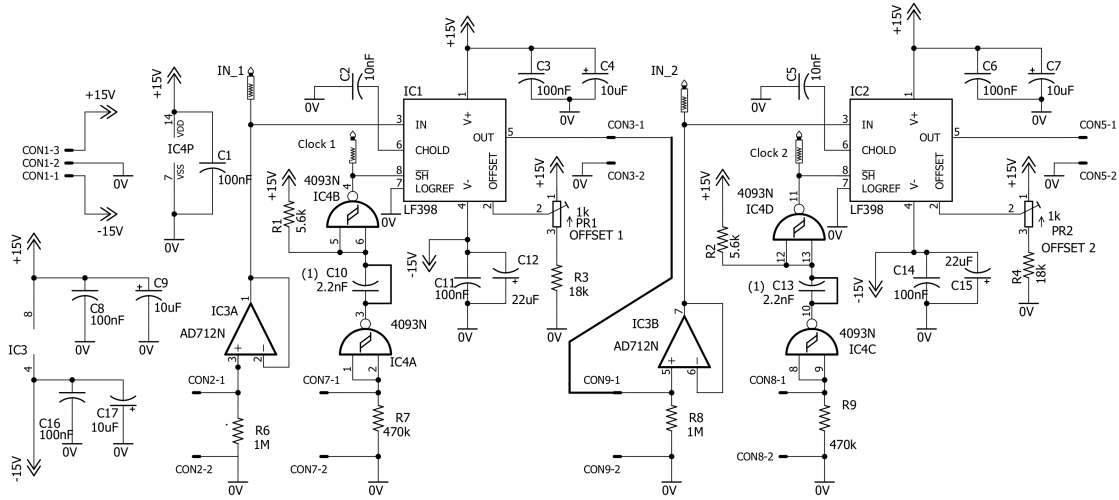 +15V
CON1-3
CON1-2
CON1-1
0V
-15V
+15V
14
VDD
IC4P
VSS
7
C1
100nF
0V
+15V
8
C8
100nF
0V
C9
10uF
0V
IC3
4
C16
100nF
0V
C17
10uF
0V
-15V
IN_1
1
IC3A
AD712N
3
2
CON2-1
R6
1M
CON2-2
0V
+15V
R1
5.6k
Clock 1
4
4093N
IC4B
5
6
(1)
C10
2.2nF
3
4093N
IC4A
1
2
CON7-1
R7
470k
CON7-2
0V
0V
C2
10nF
IC1
+15V
1
V+
3
IN
6
CHOLD
8
SH
7
LOGREF
0V
V-
4
OFFSET
2
OUT
5
LF398
C3
100nF
C4
10uF
0V
-15V
C11
100nF
0V
C12
22uF
CON3-1
CON3-2
0V
+15V
1
2
3
1k
PR1
OFFSET 1
R3
18k
0V
IN_2
7
IC3B
AD712N
5
6
CON9-1
R8
1M
CON9-2
0V
+15V
R2
5.6k
Clock 2
11
4093N
IC4D
12
13
(1)
C13
2.2nF
10
4093N
IC4C
8
9
CON8-1
R9
470k
CON8-2
0V
0V
C5
10nF
IC2
+15V
1
V+
3
IN
6
CHOLD
8
SH
7
LOGREF
0V
V-
4
OFFSET
2
OUT
5
LF398
C6
100nF
C7
10uF
0V
-15V
C14
100nF
0V
22uF
C15
CON5-1
CON5-2
0V
+15V
1
2
3
1k
PR2
OFFSET 2
R4
18k
0V